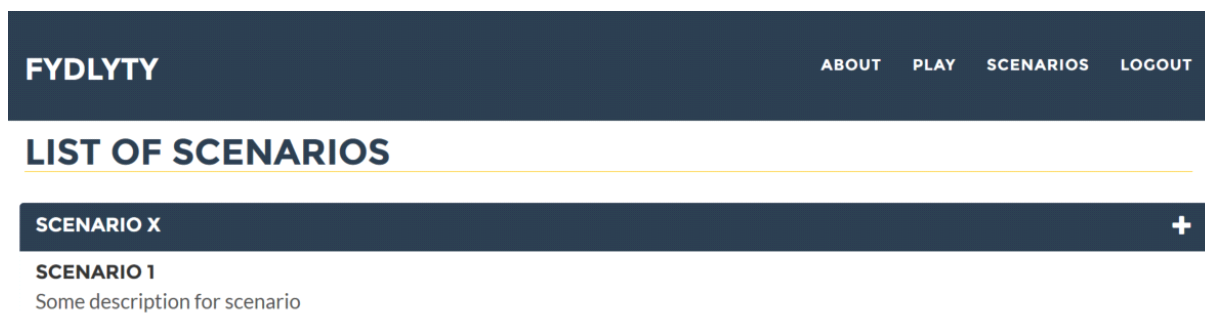 FYDLYTY ABOUT PLAY SCENARIOS LOGOUT
LIST OF SCENARIOS
SCENARIO X +
SCENARIO 1
Some description for scenario